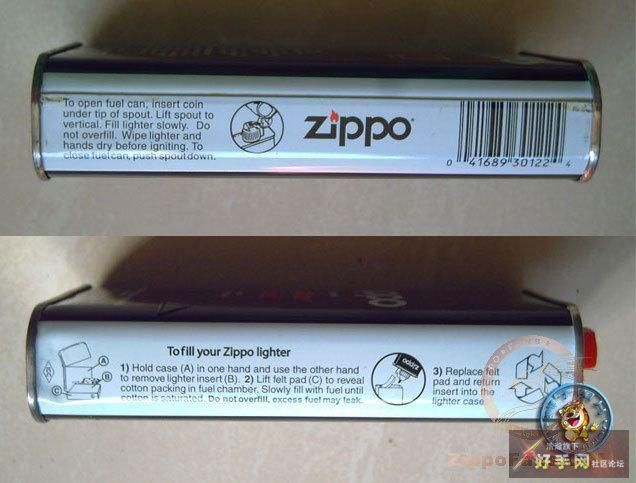 To open fuel can, insert coin
under tip of spout. Lift spout to
vertical. Fill lighter slowly. Do
not overfill. Wipe lighter and
hands dry before igniting. To
close fuel can, push spout down.
Zippo
0 41689 30122 4
To fill your Zippo lighter
1) Hold case (A) in one hand and use the other hand
to remove lighter insert (B). 2) Lift felt pad (C) to reveal
cotton packing in fuel chamber. Slowly fill with fuel until
cotton is saturated. Do not overfill, excess fuel may leak.
(A)
(B)
(C)
Zippo
3) Replace felt
pad and return
insert into the
lighter case.
浩瀚旗下
好手网 社区论坛